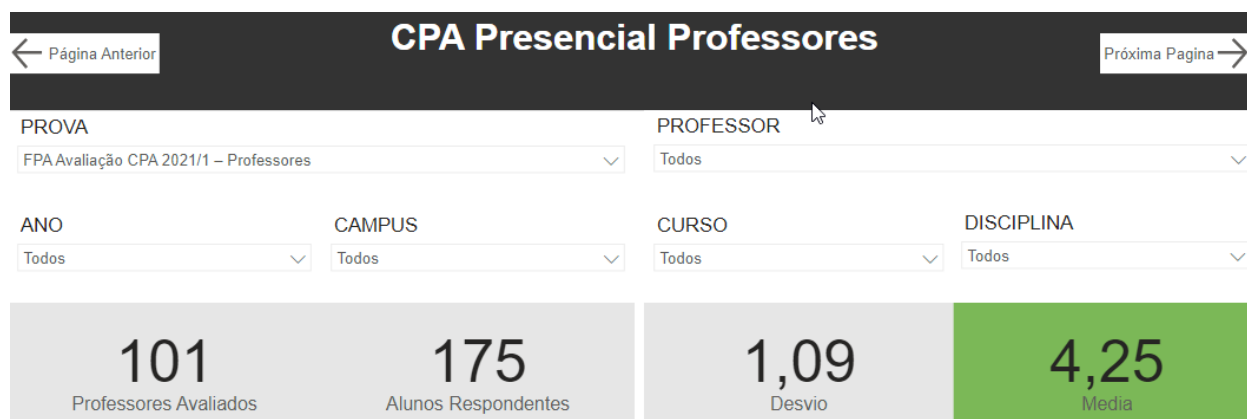 CPA Presencial Professores
Página Anterior
Próxima Pagina
PROVA
FPA Avaliação CPA 2021/1 – Professores
PROFESSOR
Todos
ANO
Todos
CAMPUS
Todos
CURSO
Todos
DISCIPLINA
Todos
101
Professores Avaliados
175
Alunos Respondentes
1,09
Desvio
4,25
Media